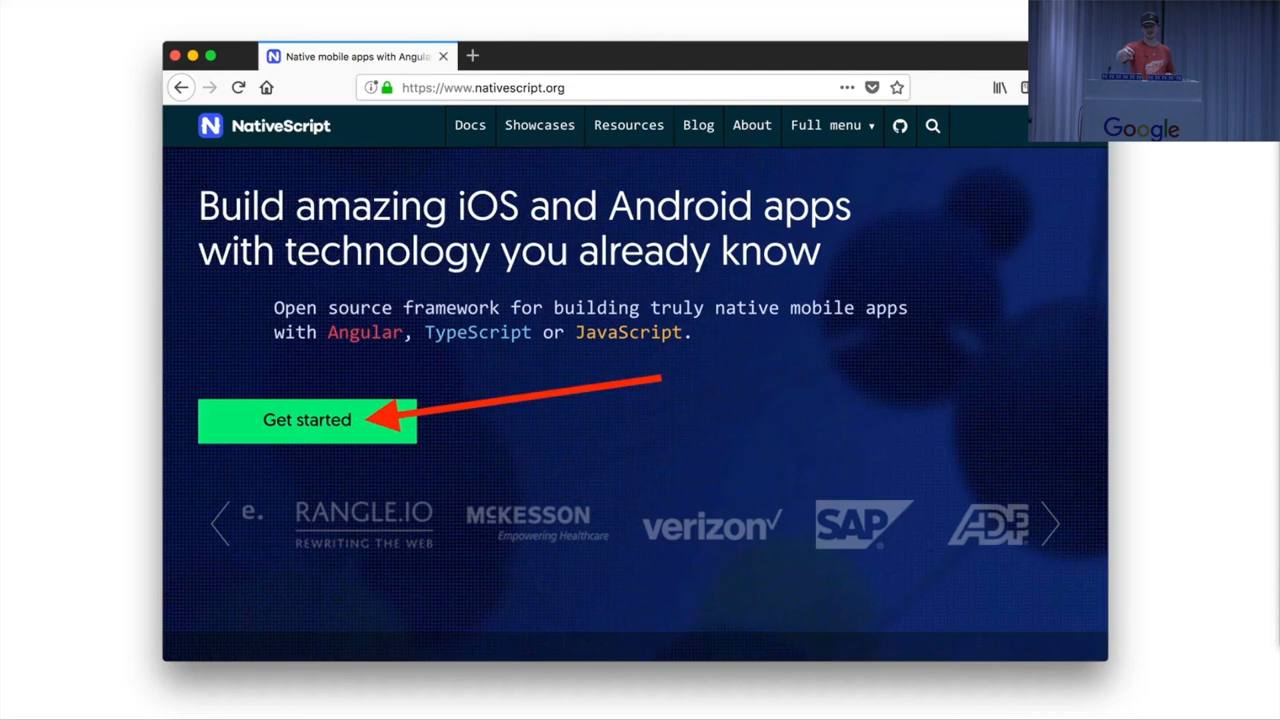 Native mobile apps with Angula
https://www.nativescript.org
NativeScript
Docs
Showcases
Resources
Blog
About
Full menu
Google
Build amazing iOS and Android apps
with technology you already know
Open source framework for building truly native mobile apps
with Angular, TypeScript or JavaScript.
Get started
e.
RANGLE.IO
REWRITING THE WEB
MCKESSON
Empowering Healthcare
verizon
SAP
ADP